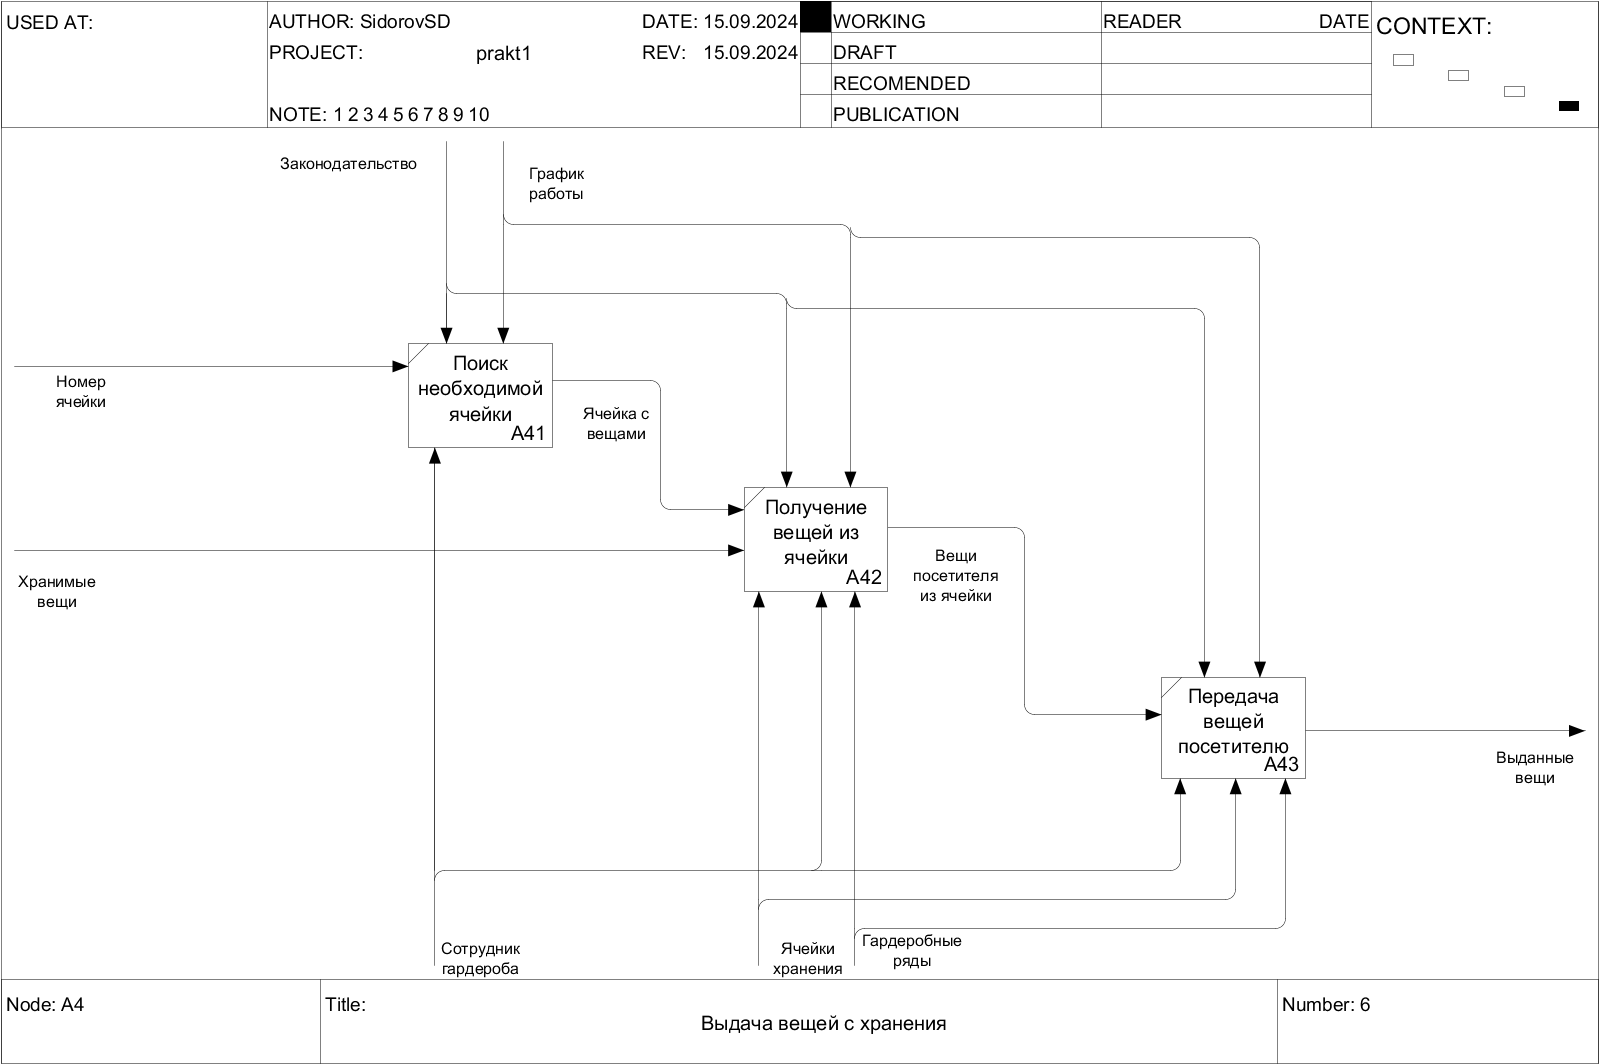 USED AT:
AUTHOR: SidorovSD
DATE: 15.09.2024
PROJECT: prakt1
REV: 15.09.2024
NOTE: 1 2 3 4 5 6 7 8 9 10
WORKING
DRAFT
RECOMENDED
PUBLICATION
READER
DATE
CONTEXT:
Законодательство
График
работы
Номер
ячейки
Поиск
необходимой
ячейки
A41
Ячейка с
вещами
Хранимые
вещи
Получение
вещей из
ячейки
A42
Вещи
посетителя
из ячейки
Передача
вещей
посетителю
A43
Выданные
вещи
Сотрудник
гардероба
Ячейки
хранения
Гардеробные
ряды
Node: A4
Title:
Выдача вещей с хранения
Number: 6